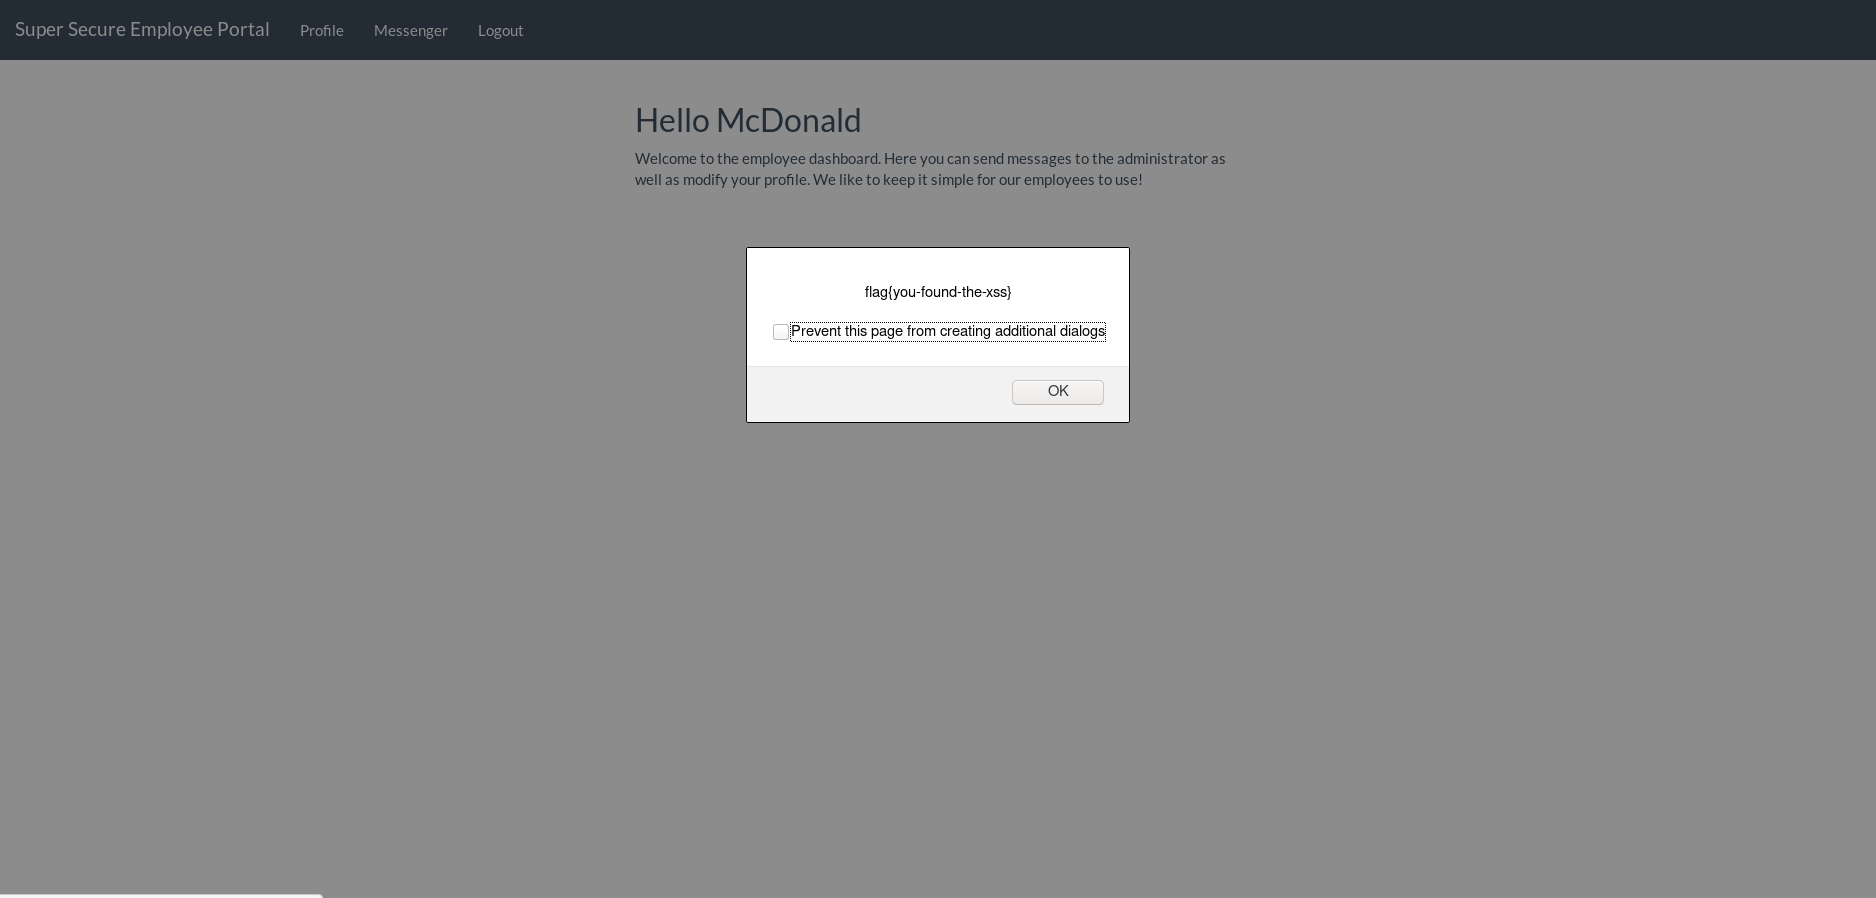 Super Secure Employee Portal Profile Messenger Logout
Hello McDonald
Welcome to the employee dashboard. Here you can send messages to the administrator as
well as modify your profile. We like to keep it simple for our employees to use!
flag{you-found-the-xss}
Prevent this page from creating additional dialogs
OK